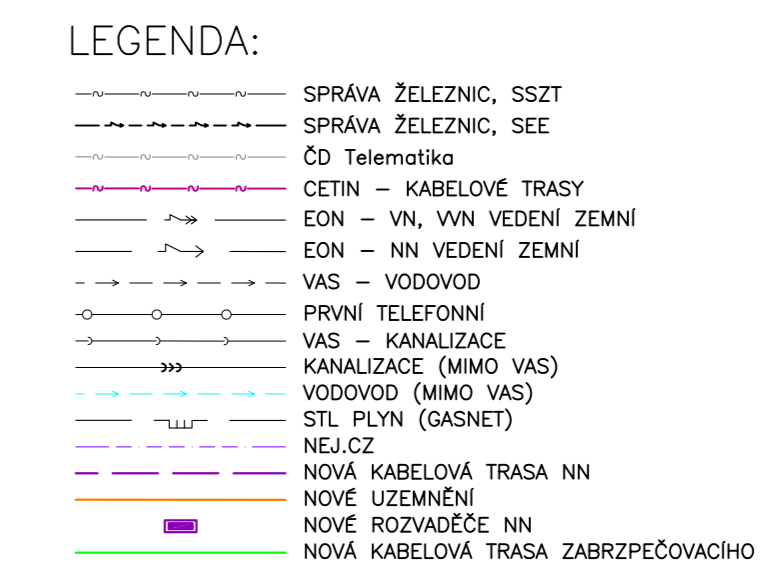 LEGENDA:
SPRÁVA ŽELEZNIC, SSZT
SPRÁVA ŽELEZNIC, SEE
ČD Telematika
CETIN – KABELOVÉ TRASY
EON – VN, VVN VEDENÍ ZEMNÍ
EON – NN VEDENÍ ZEMNÍ
VAS – VODOVOD
PRVNÍ TELEFONNÍ
VAS – KANALIZACE
KANALIZACE (MIMO VAS)
VODOVOD (MIMO VAS)
STL PLYN (GASNET)
NEJ.CZ
NOVÁ KABELOVÁ TRASA NN
NOVÉ UZEMNĚNÍ
NOVÉ ROZVADĚČE NN
NOVÁ KABELOVÁ TRASA ZABRZPEČOVACÍHO